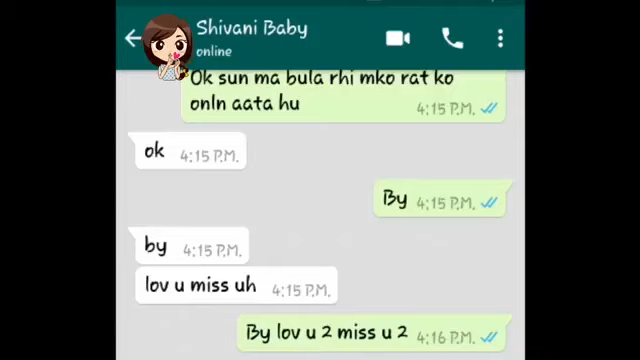 Shivani Baby
online
Ok sun ma bula rhi mko rat ko
onln aata hu
4:15 P.M.
ok 4:15 P.M.
By 4:15 P.M.
by 4:15 P.M.
lov u miss uh 4:15 P.M.
By lov u 2 miss u 2 4:16 P.M.